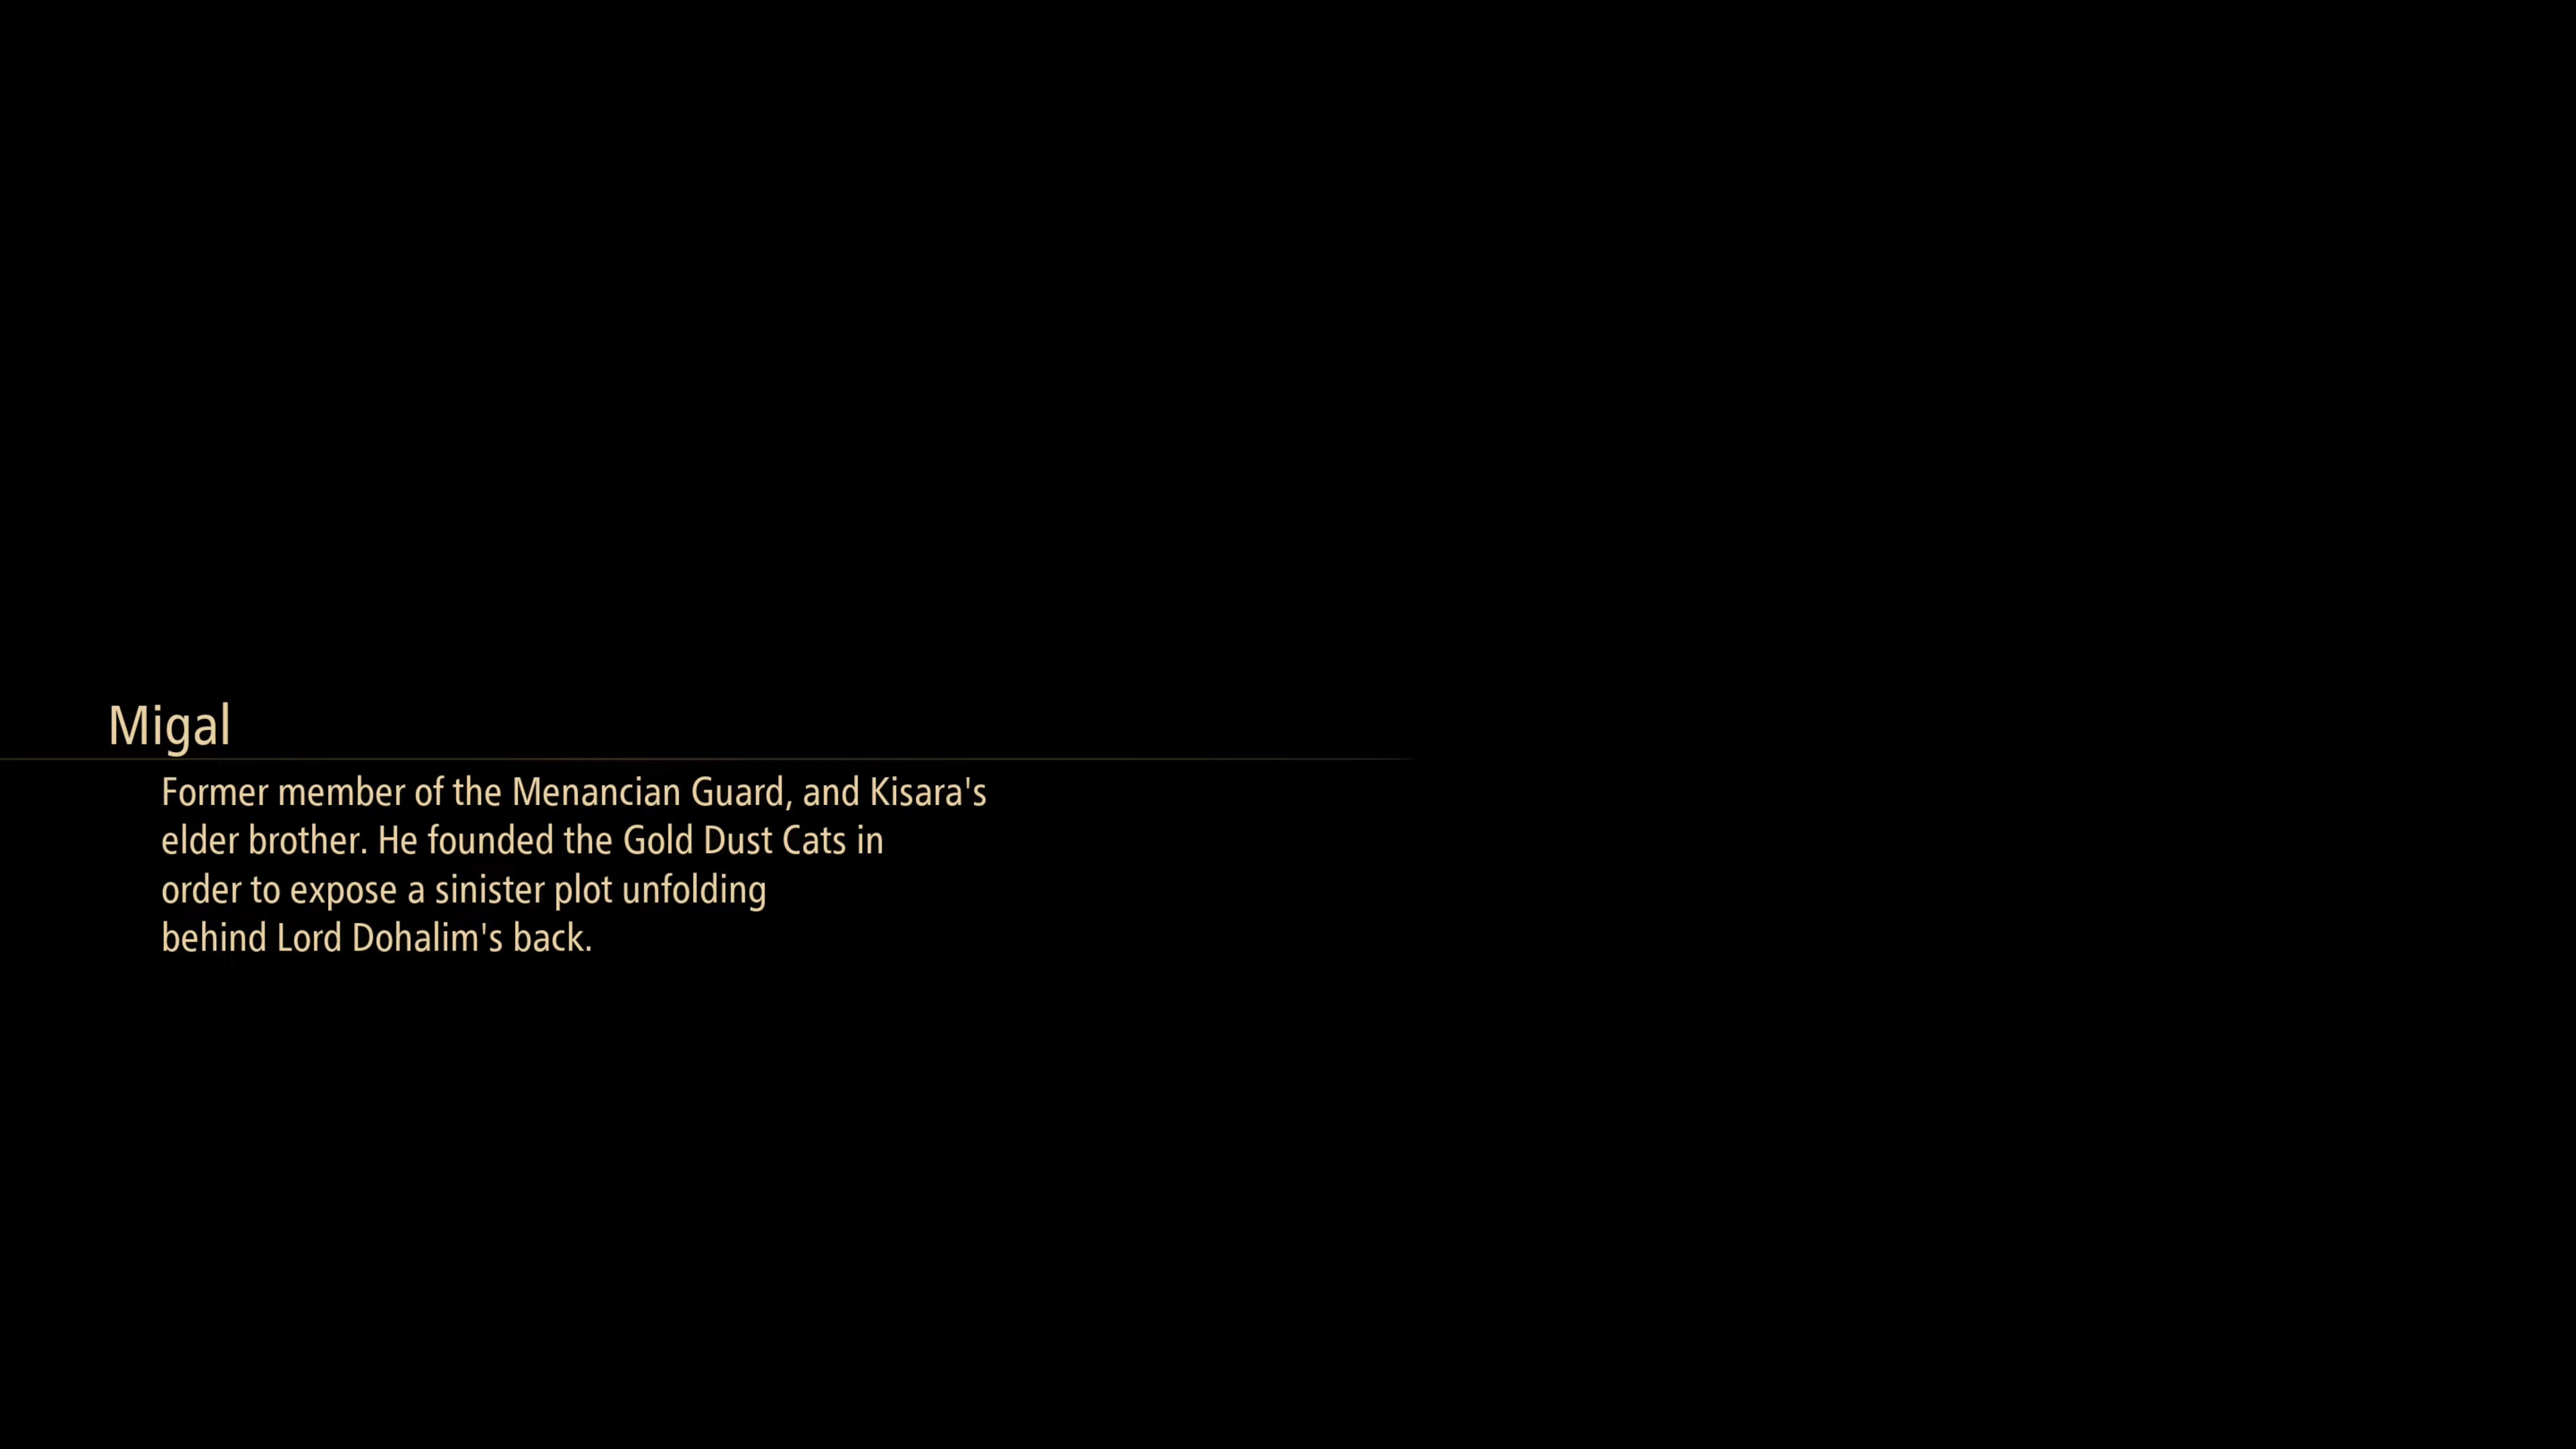 Migal
Former member of the Menancian Guard, and Kisara's
elder brother. He founded the Gold Dust Cats in
order to expose a sinister plot unfolding
behind Lord Dohalim's back.